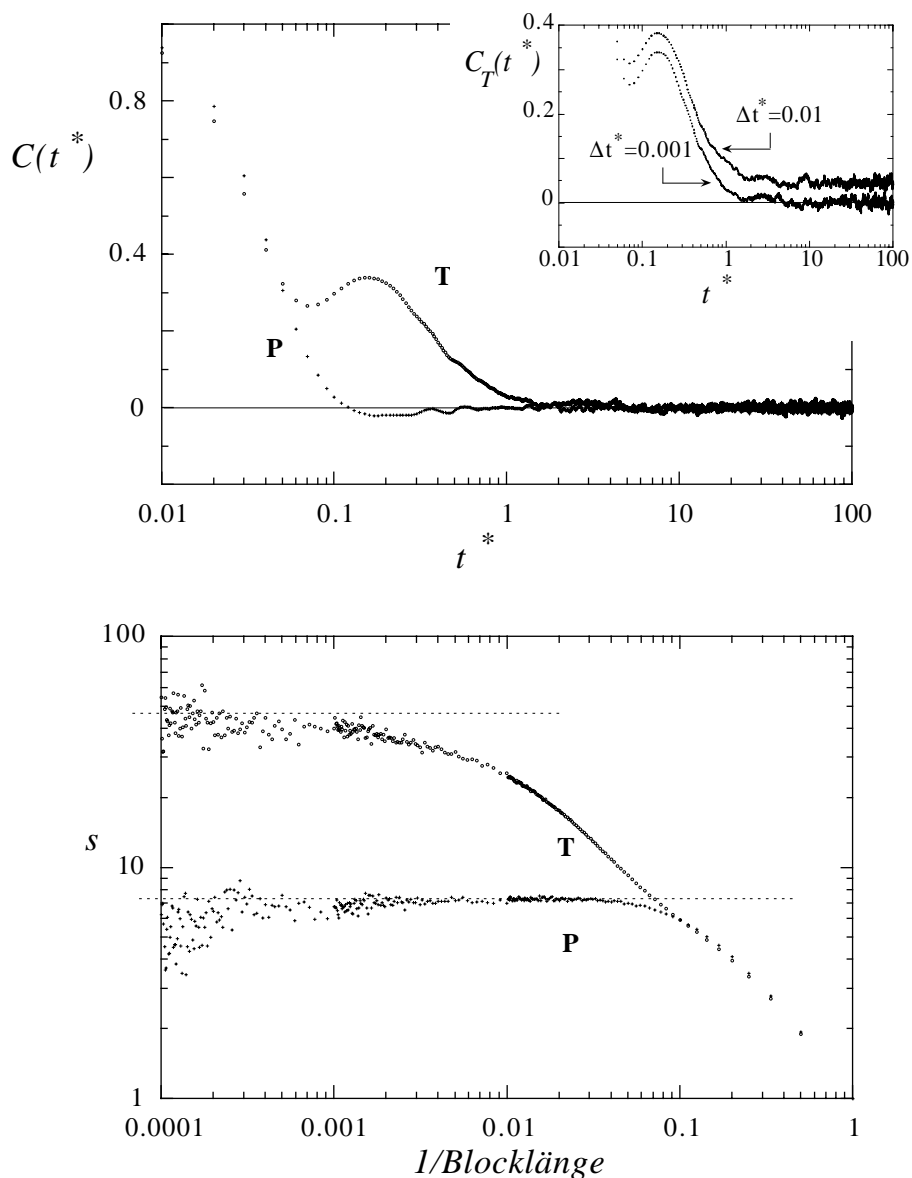 0.8
C(t*)
0.4
T
P
0
0.01 0.1 1 10 100
t*
0.4
C_T(t*)
0.2
Δt*=0.01
Δt*=0.001
0
0.01 0.1 1 10 100
t*
100
s
T
10
P
1
0.0001 0.001 0.01 0.1 1
1/Blocklänge